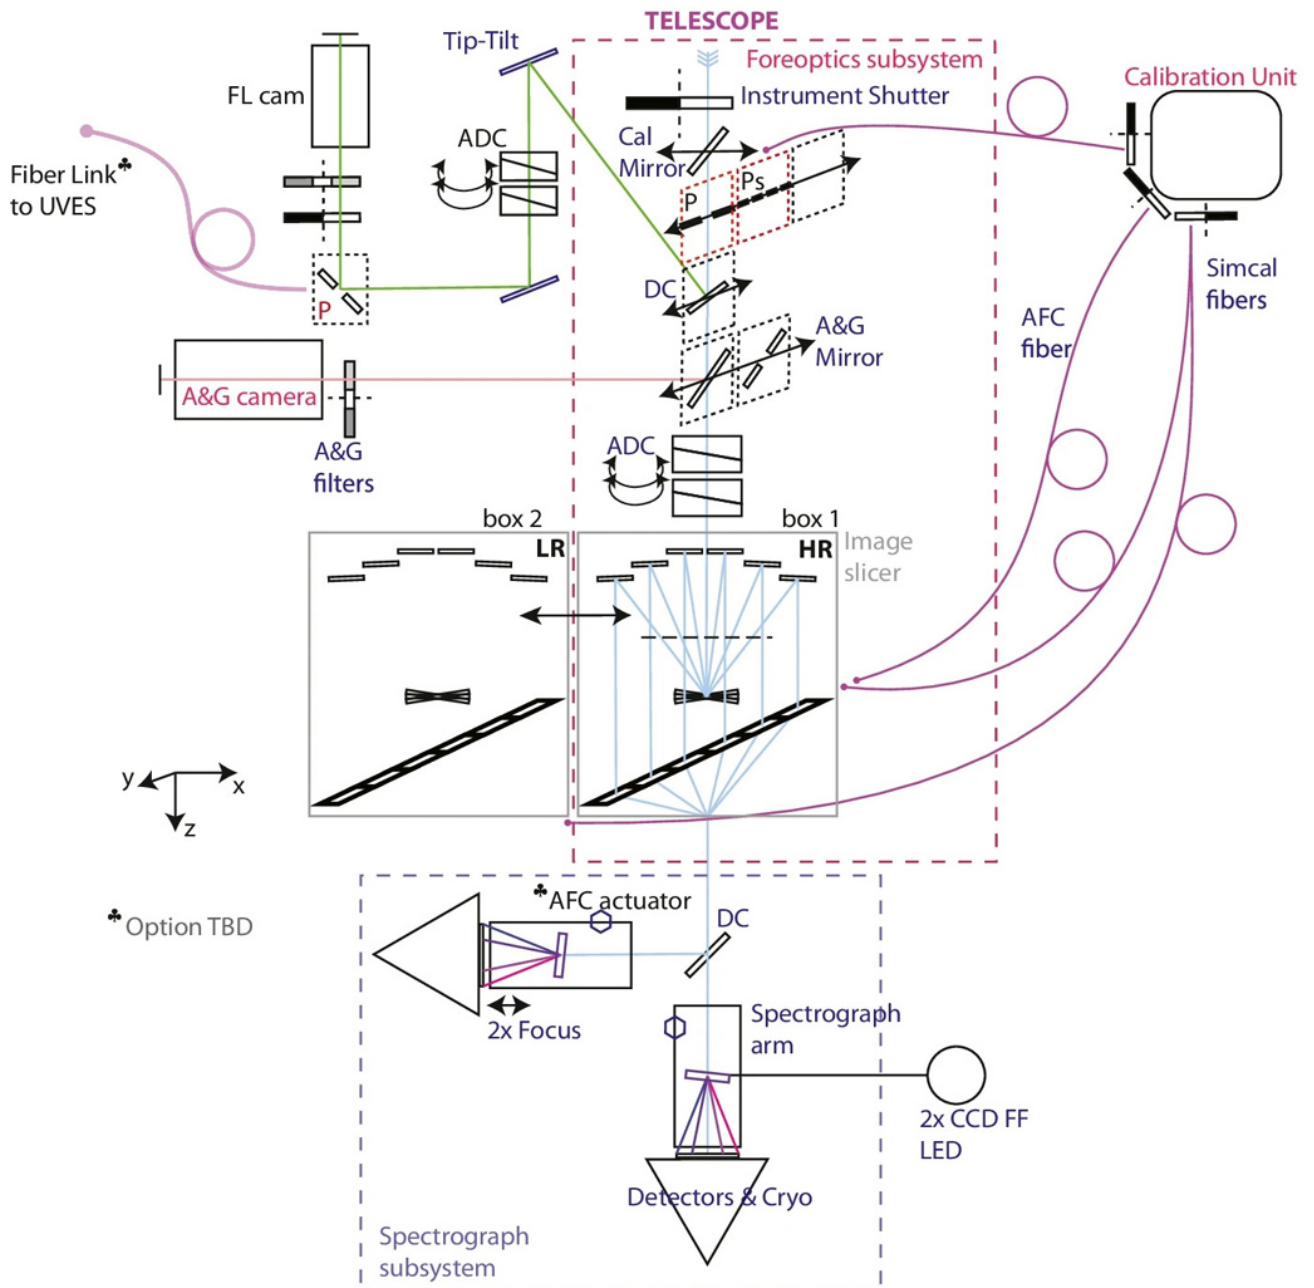 TELESCOPE
Foreoptics subsystem
Calibration Unit
Tip-Tilt
FL cam
Instrument Shutter
ADC
Cal
Mirror
Fiber Link♣
to UVES
P
Ps
P
DC
Simcal
fibers
AFC
fiber
A&G
Mirror
A&G camera
A&G
filters
ADC
box 2
LR
box 1
HR
Image
slicer
y
x
z
♣Option TBD
♣AFC actuator
DC
2x Focus
Spectrograph
arm
2x CCD FF
LED
Detectors & Cryo
Spectrograph
subsystem